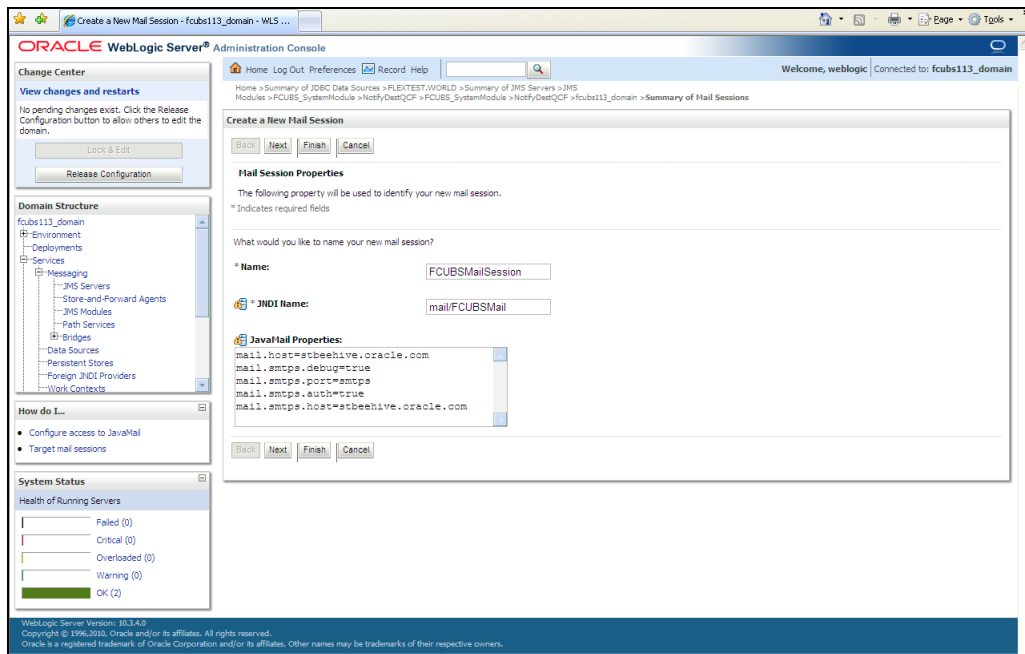 Create a New Mail Session - fcubs113_domain - WLS ...
Page
Tools
ORACLE WebLogic Server® Administration Console
Change Center
View changes and restarts
No pending changes exist. Click the Release
Configuration button to allow others to edit the
domain.
Lock & Edit
Release Configuration
Domain Structure
fcubs113_domain
Environment
Deployments
Services
Messaging
JMS Servers
Store-and-Forward Agents
JMS Modules
Path Services
Bridges
Data Sources
Persistent Stores
Foreign JNDI Providers
Work Contexts
How do I...
Configure access to JavaMail
Target mail sessions
System Status
Health of Running Servers
Failed (0)
Critical (0)
Overloaded (0)
Warning (0)
OK (2)
Home Log Out Preferences Record Help
Welcome, weblogic Connected to: fcubs113_domain
Home >Summary of JDBC Data Sources >FLEXTEST.WORLD >Summary of JMS Servers >JMS
Modules >FCUBS_SystemModule >NotifyDestQCF >FCUBS_SystemModule >NotifyDestQCF >fcubs113_domain >Summary of Mail Sessions
Create a New Mail Session
Back Next Finish Cancel
Mail Session Properties
The following property will be used to identify your new mail session.
* Indicates required fields
What would you like to name your new mail session?
* Name: FCUBSMailSession
* JNDI Name: mail/FCUBSMail
JavaMail Properties:
mail.host=stbeehive.oracle.com
mail.smtps.debug=true
mail.smtps.port=smtps
mail.smtps.auth=true
mail.smtps.host=stbeehive.oracle.com
Back Next Finish Cancel
WebLogic Server Version: 10.3.4.0
Copyright © 1996,2010, Oracle and/or its affiliates. All rights reserved.
Oracle is a registered trademark of Oracle Corporation and/or its affiliates. Other names may be trademarks of their respective owners.